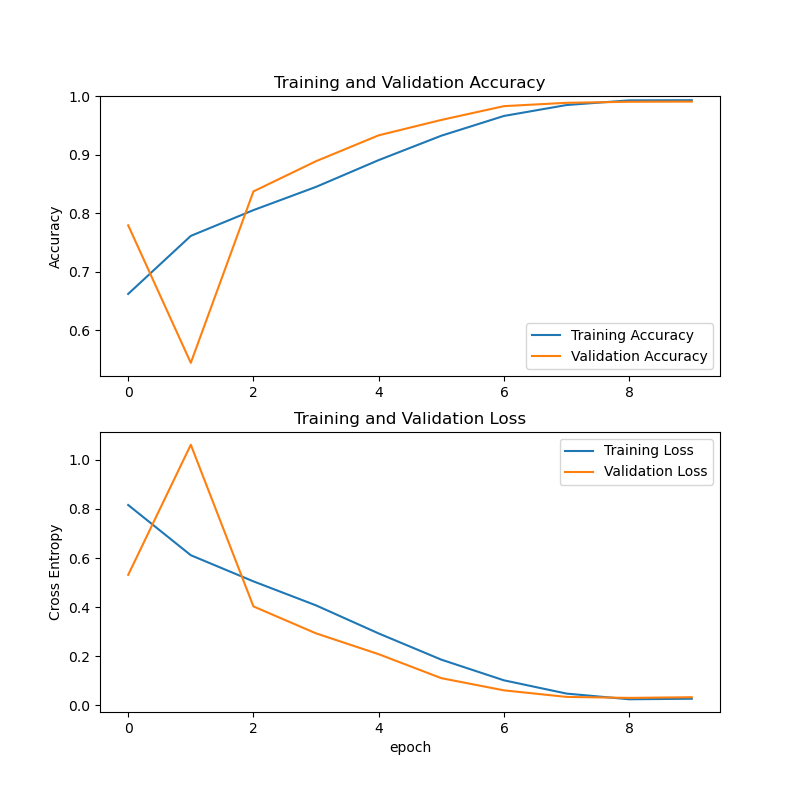 Training and Validation Accuracy
Accuracy
1.0
0.9
0.8
0.7
0.6
Training Accuracy
Validation Accuracy
0 2 4 6 8
Training and Validation Loss
Cross Entropy
1.0
0.8
0.6
0.4
0.2
0.0
Training Loss
Validation Loss
0 2 4 6 8
epoch